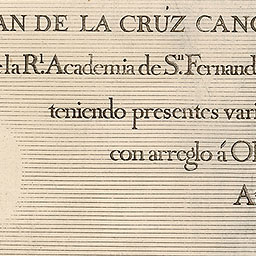 AN DE LA CRUZ CANO
la R.l Academia de S.n Fernand
teniendo presentes vari
con arreglo á O
A